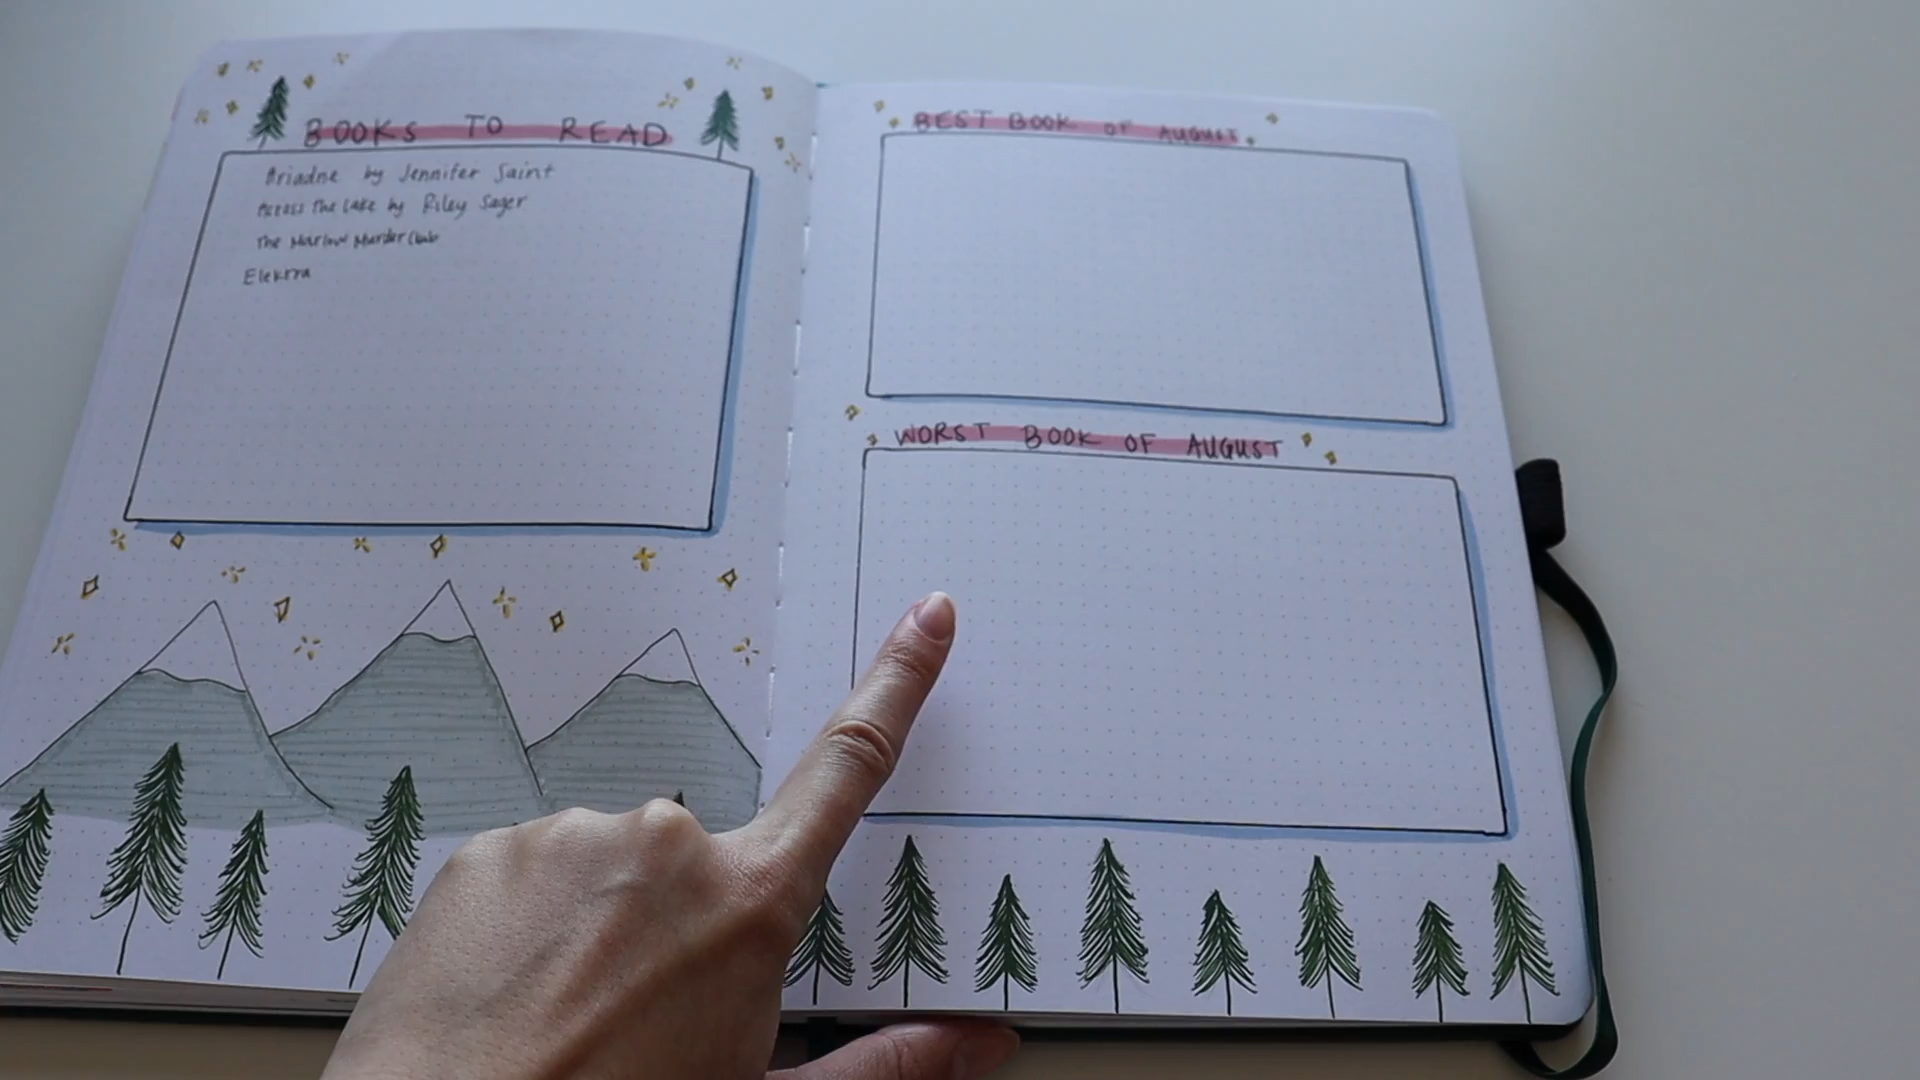 BOOKS TO READ
Ariadne by Jennifer Saint
Across the Lake by Riley Sager
The Marlow Murder Club
Elektra
BEST BOOK OF AUGUST
WORST BOOK OF AUGUST